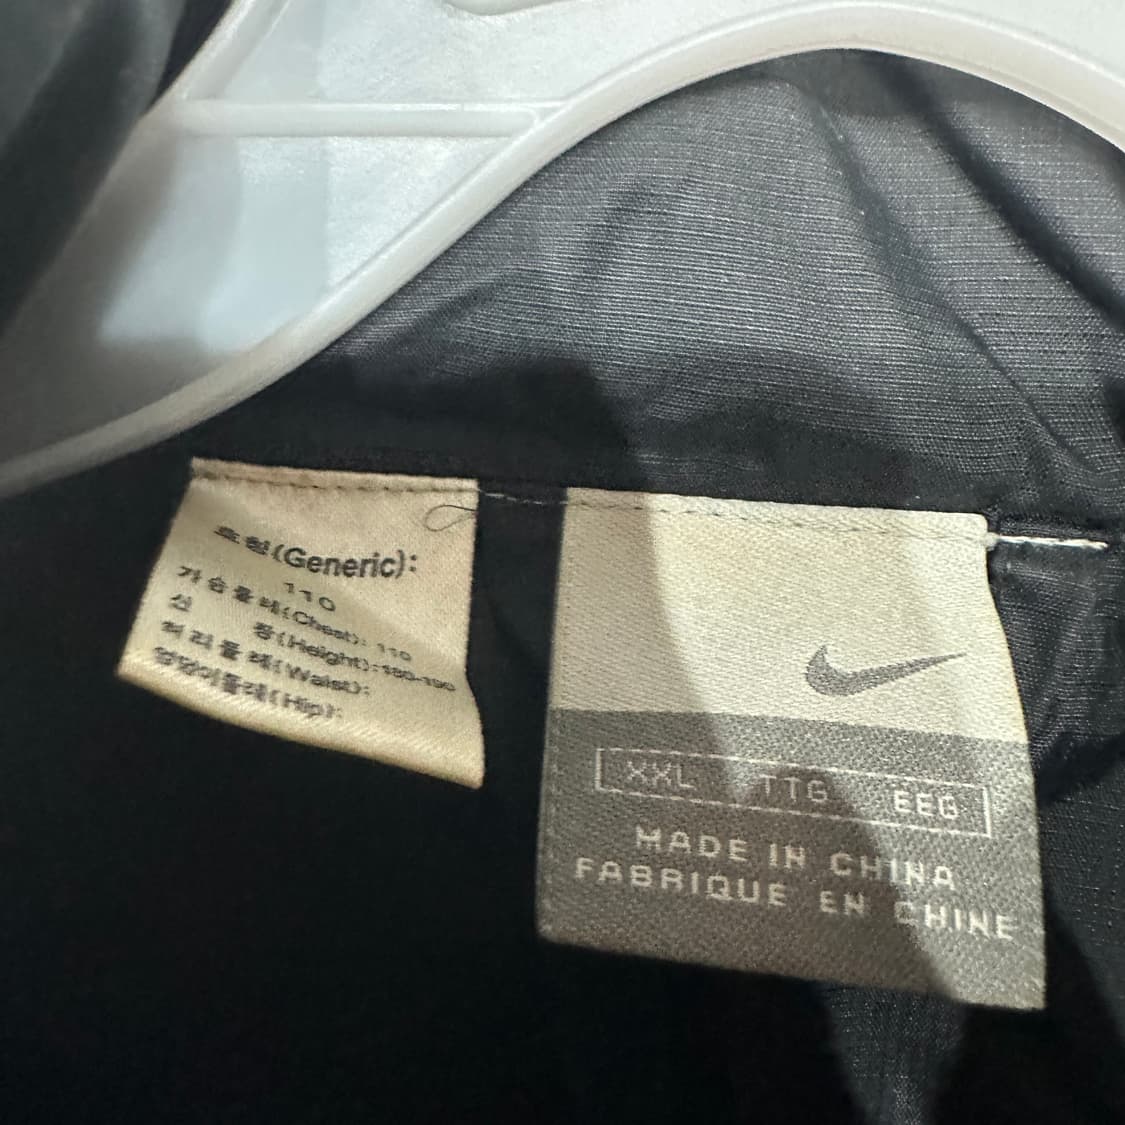 호칭(Generic):
110
가슴둘레(Chest): 110
신 장(Height):185-190
허리둘레(Waist):
엉덩이둘레(Hip):
XXL TTG EEG
MADE IN CHINA
FABRIQUE EN CHINE